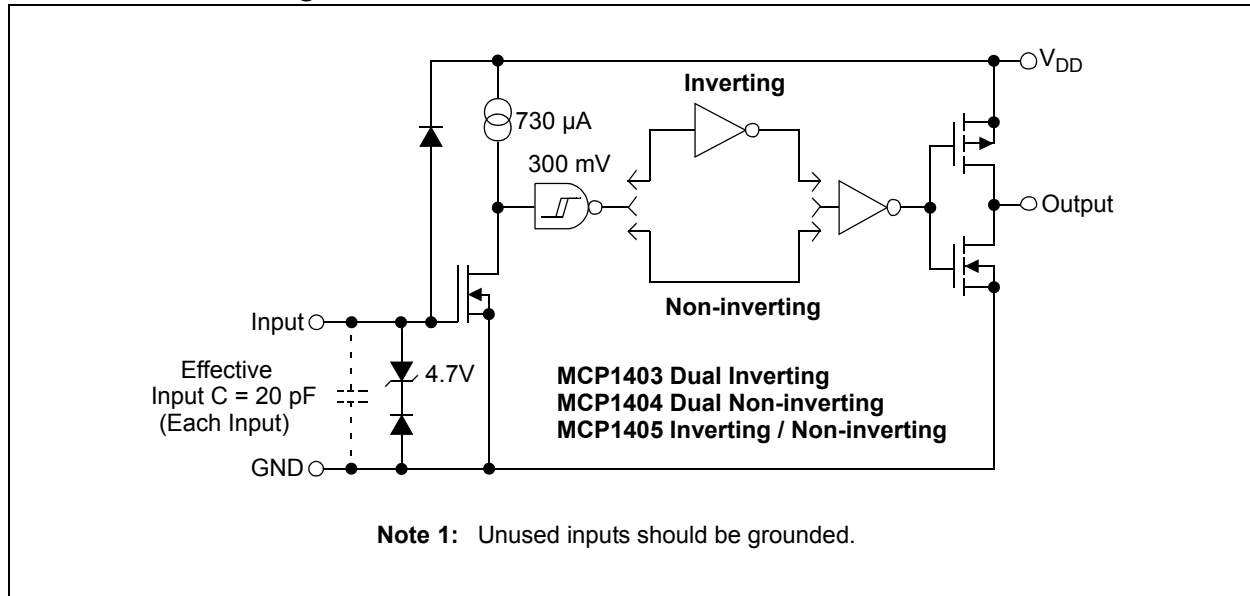 V_DD
Inverting
730 µA
300 mV
Output
Non-inverting
Input
Effective
Input C = 20 pF
(Each Input)
4.7V
MCP1403 Dual Inverting
MCP1404 Dual Non-inverting
MCP1405 Inverting / Non-inverting
GND
Note 1: Unused inputs should be grounded.